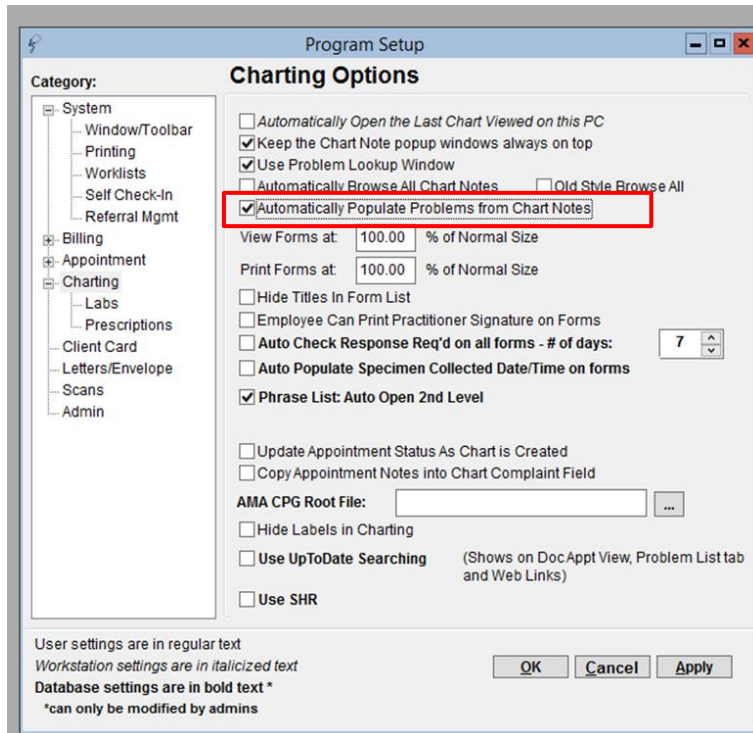 Program Setup
Category:
Charting Options
System
Window/Toolbar
Printing
Worklists
Self Check-In
Referral Mgmt
Billing
Appointment
Charting
Labs
Prescriptions
Client Card
Letters/Envelope
Scans
Admin
Automatically Open the Last Chart Viewed on this PC
Keep the Chart Note popup windows always on top
Use Problem Lookup Window
Automatically Browse All Chart Notes Old Style Browse All
Automatically Populate Problems from Chart Notes
View Forms at: 100.00 % of Normal Size
Print Forms at: 100.00 % of Normal Size
Hide Titles In Form List
Employee Can Print Practitioner Signature on Forms
Auto Check Response Req'd on all forms - # of days: 7
Auto Populate Specimen Collected Date/Time on forms
Phrase List: Auto Open 2nd Level
Update Appointment Status As Chart is Created
Copy Appointment Notes into Chart Complaint Field
AMA CPG Root File: ...
Hide Labels in Charting
Use UpToDate Searching (Shows on DocAppt View, Problem List tab
and Web Links)
Use SHR
User settings are in regular text
Workstation settings are in italicized text
Database settings are in bold text *
*can only be modified by admins
OK Cancel Apply